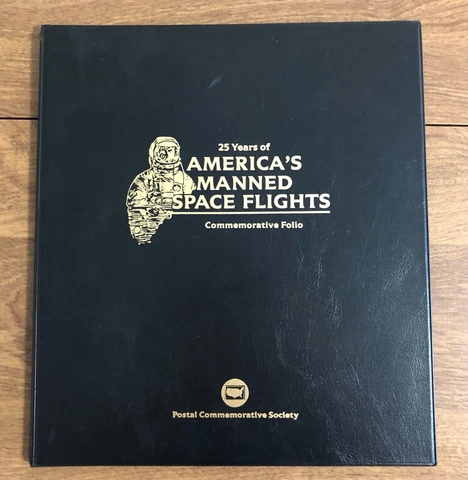 25 Years of
AMERICA'S
MANNED
SPACE FLIGHTS
Commemorative Folio
Postal Commemorative Society